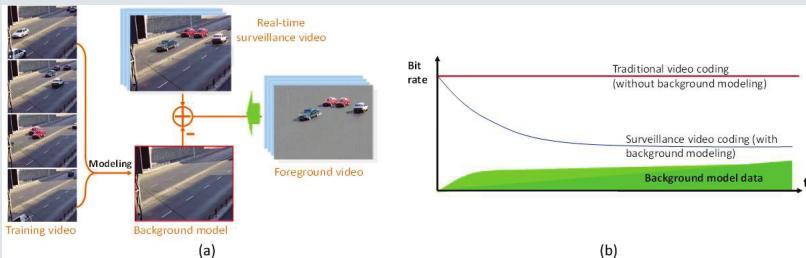 Real-time
surveillance video
Modeling
Training video
Background model
Foreground video
(a)
Bit
rate
Traditional video coding
(without background modeling)
Surveillance video coding (with
background modeling)
Background model data
t
(b)